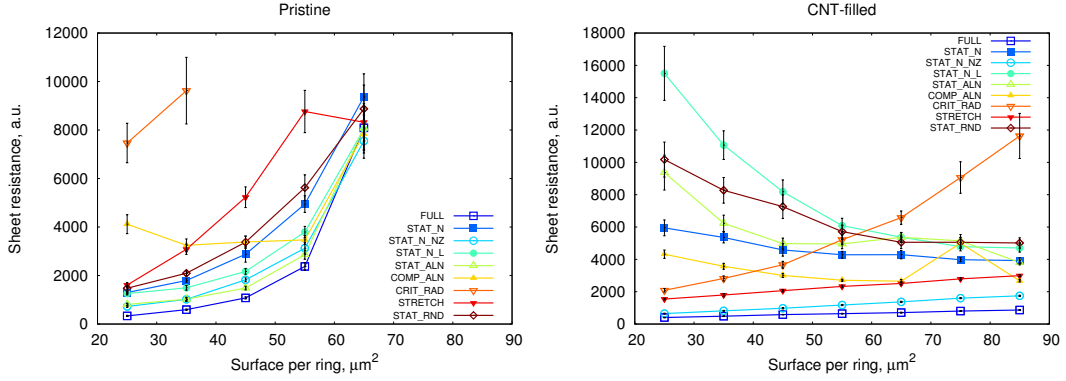 Pristine
12000
10000
8000
6000
4000
2000
0
20 30 40 50 60 70 80 90
Sheet resistance, a.u.
Surface per ring, μm²
FULL
STAT_N
STAT_N_NZ
STAT_N_L
STAT_ALN
COMP_ALN
CRIT_RAD
STRETCH
STAT_RND
CNT-filled
18000
16000
14000
12000
10000
8000
6000
4000
2000
0
20 30 40 50 60 70 80 90
Sheet resistance, a.u.
Surface per ring, μm²
FULL
STAT_N
STAT_N_NZ
STAT_N_L
STAT_ALN
COMP_ALN
CRIT_RAD
STRETCH
STAT_RND